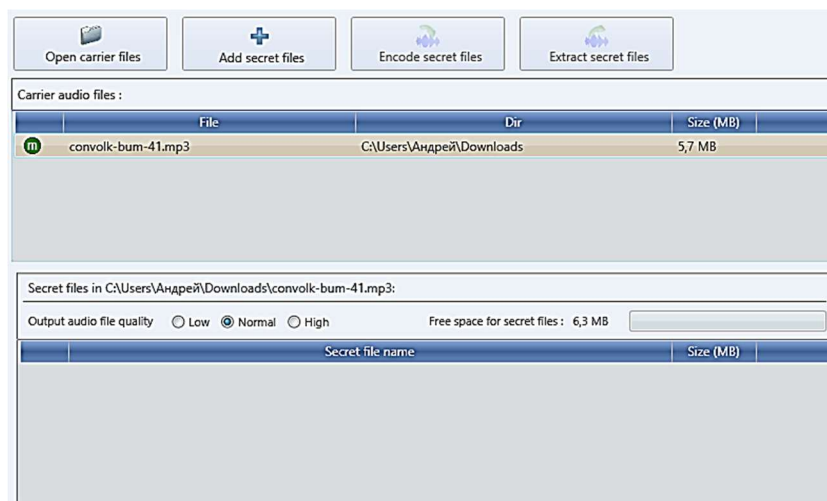 Open carrier files Add secret files Encode secret files Extract secret files
Carrier audio files :
File Dir Size (MB)
m convolk-bum-41.mp3 C:\Users\Андрей\Downloads 5,7 MB
Secret files in C:\Users\Андрей\Downloads\convolk-bum-41.mp3:
Output audio file quality Low Normal High Free space for secret files : 6,3 MB
Secret file name Size (MB)